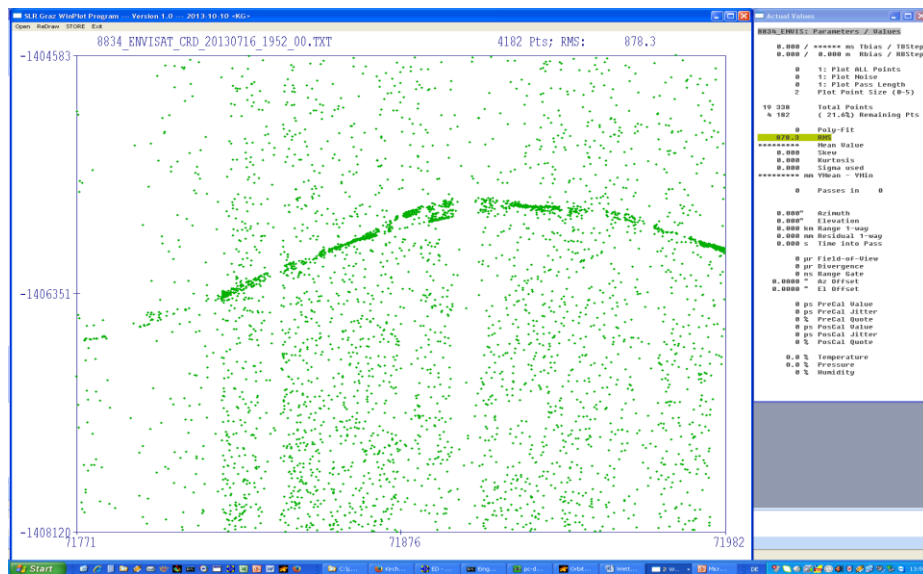 SLR Graz WinPlot Program --- Version 1.0 --- 2013-10-10 <KG>
Open ReDraw STORE Exit
8834_ENVISAT_CRD_20130716_1952_00.TXT 4182 Pts; RMS: 878.3
-1404583
-1406351
-1408120
71771 71876 71982
Actual Values
8834_ENVIS: Parameters / Values
0.000 / ****** ms Tbias / TBStep
0.000 / 0.000 m Rbias / RBStep
0 1: Plot ALL Points
0 1: Plot Noise
0 1: Plot Pass Length
2 Plot Point Size (0-5)
19 338 Total Points
4 182 ( 21.6%) Remaining Pts
0 Poly-Fit
878.3 RMS
********* Mean Value
0.000 Skew
0.000 Kurtosis
0.000 Sigma used
********* mm YMean - YMin
0 Passes in 0
0.000° Azimuth
0.000° Elevation
0.000 km Range 1-way
0.000 mm Residual 1-way
0.000 s Time into Pass
0 µr Field-of-View
0 µr Divergence
0 ns Range Gate
0.0000 ° Az Offset
0.0000 ° El Offset
0 ps PreCal Value
0 ps PreCal Jitter
0 % PreCal Quote
0 ps PosCal Value
0 ps PosCal Jitter
0 % PosCal Quote
0.0 % Temperature
0.0 % Pressure
0 % Humidity
Start C:\... Kirch... ED - ... Eing... pc-d... Orbit... Wett... 2 W... Micr... DE